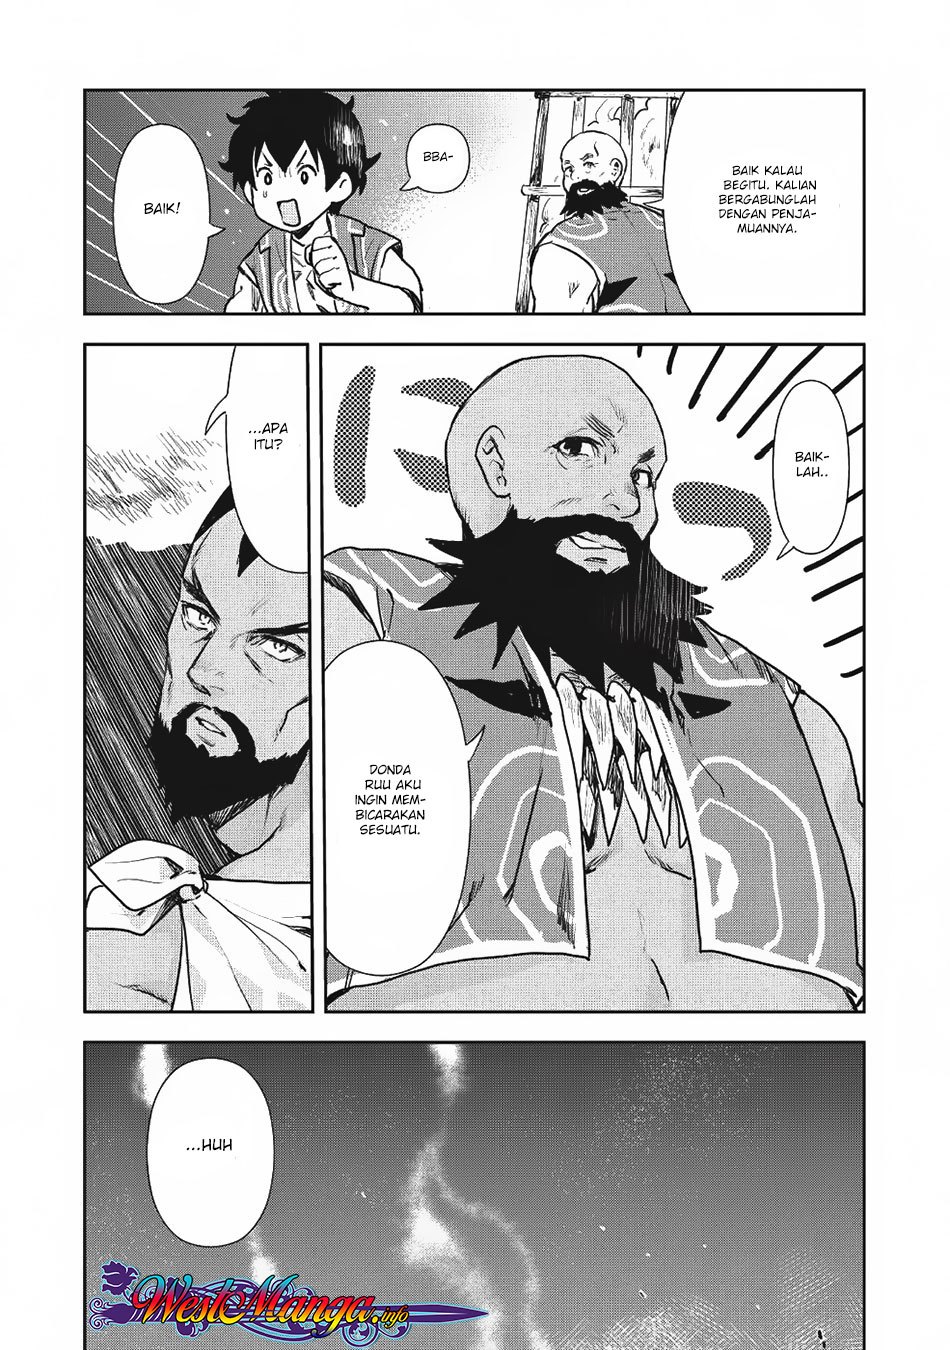 BAIK KALAU
BEGITU. KALIAN
BERGABUNGLAH
DENGAN PENJA-
MUANNYA.
BBA-
BAIK!
BAIK-
LAH..
DONDA
RUU AKU
INGIN MEM-
BICARAKAN
SESUATU.
...APA
ITU?
...HUH
WestManga.info